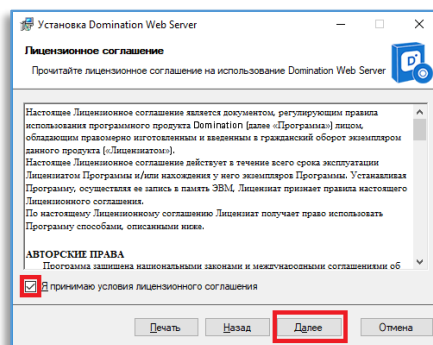 Установка Domination Web Server
Лицензионное соглашение
Прочитайте лицензионное соглашение на использование Domination Web Server
Настоящее Лицензионное соглашение является документом, регулирующим правила
использования программного продукта Domination (далее «Программа») лицом,
обладающим правомерно изготовленным и введенным в гражданский оборот экземпляром
данного продукта («Лицензиатом»).
Настоящее Лицензионное соглашение действует в течение всего срока эксплуатации
Лицензиатом Программы и/или нахождения у него экземпляров Программы. Устанавливая
Программу, осуществляя ее запись в память ЭВМ, Лицензиат признает правила настоящего
Лицензионного соглашения.
По настоящему Лицензионному соглашению Лицензиат получает право использовать
Программу способами, описанными ниже.
АВТОРСКИЕ ПРАВА
Программа защищена национальными законами и международными соглашениями об
Я принимаю условия лицензионного соглашения
Печать Назад Далее Отмена